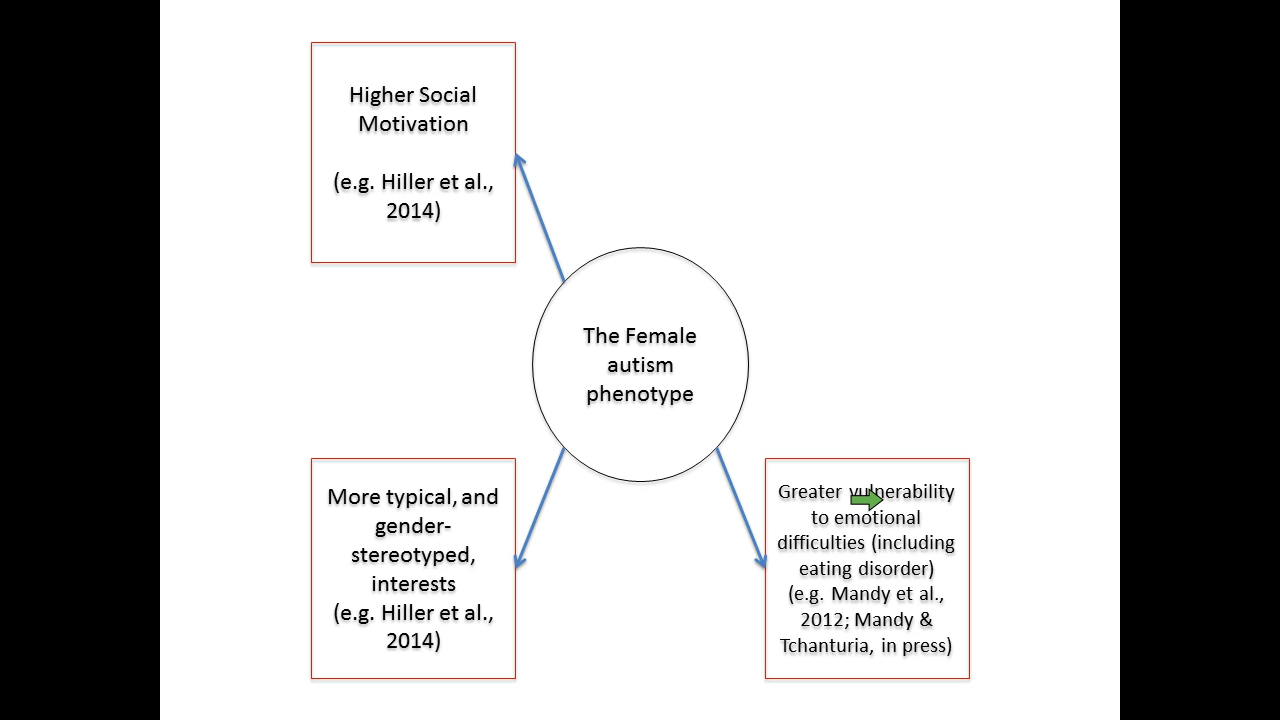 Higher Social
Motivation
(e.g. Hiller et al.,
2014)
The Female
autism
phenotype
More typical, and
gender-
stereotyped,
interests
(e.g. Hiller et al.,
2014)
Greater vulnerability
to emotional
difficulties (including
eating disorder)
(e.g. Mandy et al.,
2012; Mandy &
Tchanturia, in press)